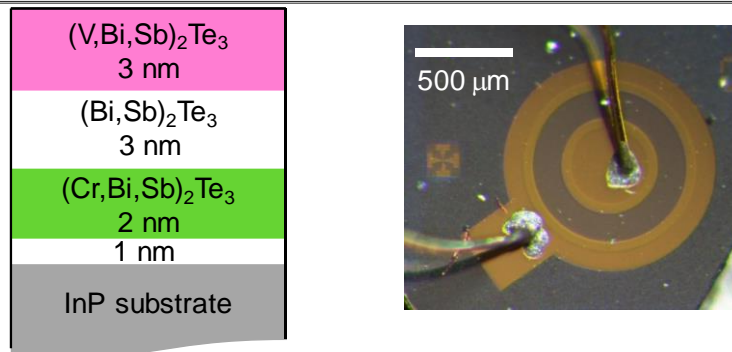 (V,Bi,Sb)₂Te₃
3 nm
(Bi,Sb)₂Te₃
3 nm
(Cr,Bi,Sb)₂Te₃
2 nm
1 nm
InP substrate
500 μm